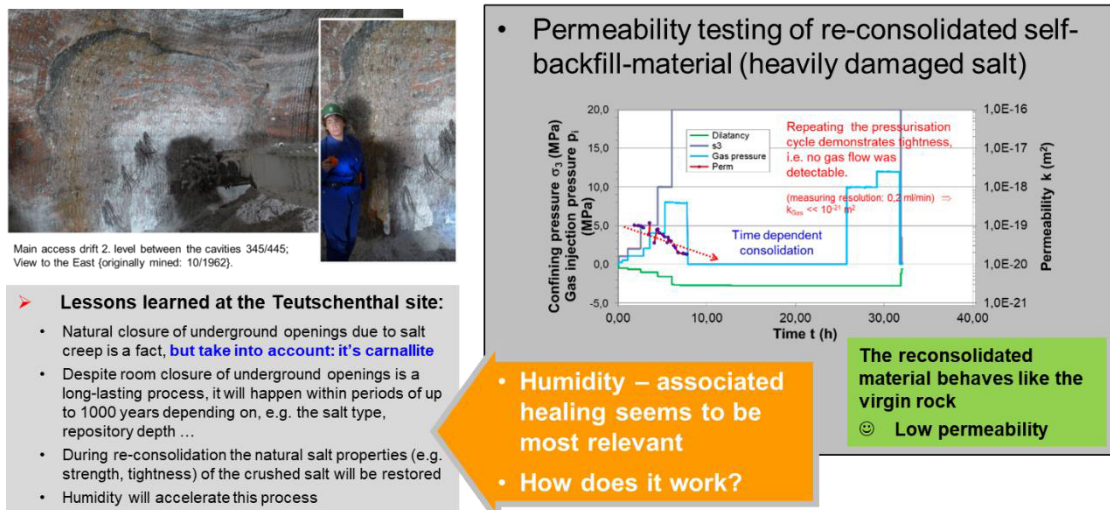 Main access drift 2. level between the cavities 345/445;
View to the East {originally mined: 10/1962}.
➤ Lessons learned at the Teutschenthal site:
• Natural closure of underground openings due to salt
creep is a fact, but take into account: it's carnallite
• Despite room closure of underground openings is a
long-lasting process, it will happen within periods of up
to 1000 years depending on, e.g. the salt type,
repository depth ...
• During re-consolidation the natural salt properties (e.g.
strength, tightness) of the crushed salt will be restored
• Humidity will accelerate this process
• Permeability testing of re-consolidated self-
backfill-material (heavily damaged salt)
Confining pressure σ3 (MPa)
Gas injection pressure pi
(MPa)
20,0
15,0
10,0
5,0
0,0
-5,0
Dilatancy
s3
Gas pressure
Perm
Repeating the pressurisation
cycle demonstrates tightness,
i.e. no gas flow was
detectable.
(measuring resolution: 0,2 ml/min) ⇒
kGas << 10-21 m2
Time dependent
consolidation
1,0E-16
1,0E-17
1,0E-18
1,0E-19
1,0E-20
1,0E-21
Permeability k (m2)
0,00 10,00 20,00 30,00 40,00
Time t (h)
• Humidity – associated
healing seems to be
most relevant
• How does it work?
The reconsolidated
material behaves like the
virgin rock
☺ Low permeability